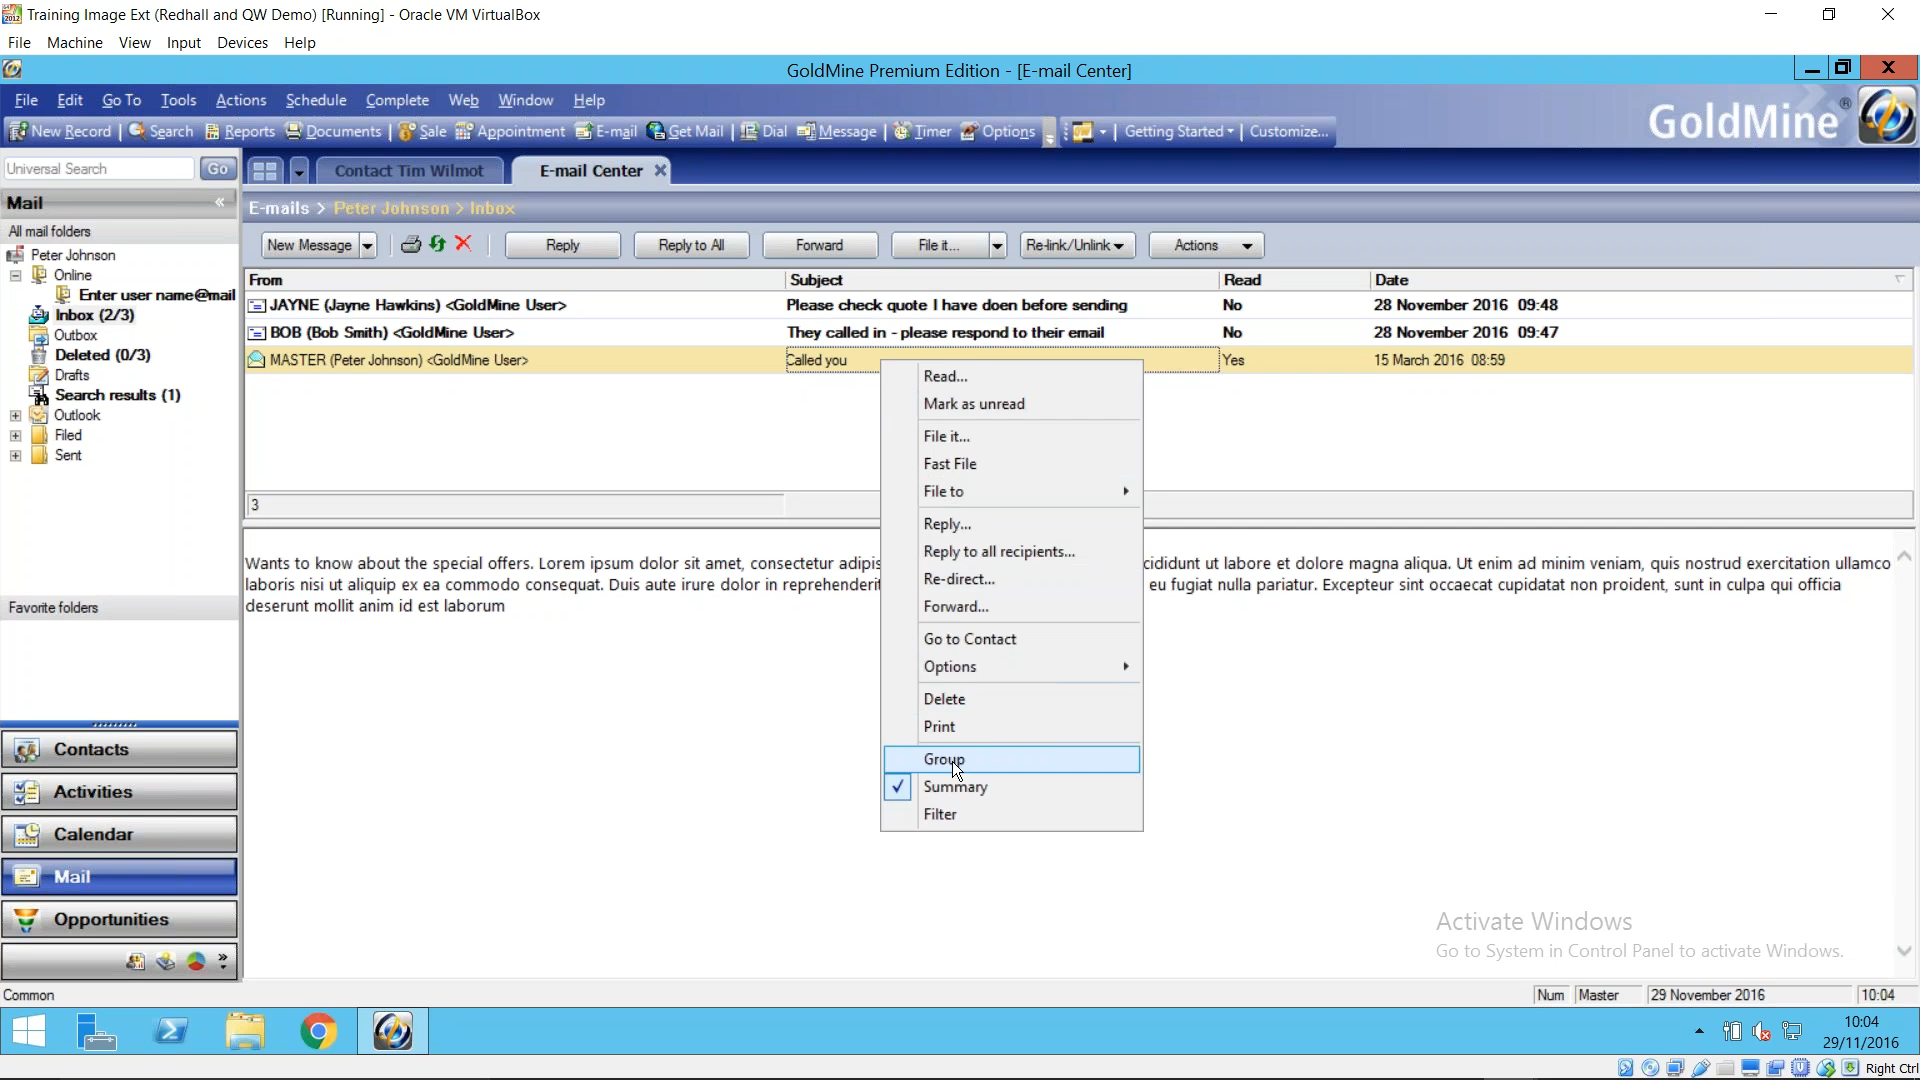 Training Image Ext (Redhall and QW Demo) [Running] - Oracle VM VirtualBox
File Machine View Input Devices Help
GoldMine Premium Edition - [E-mail Center]
File Edit Go To Tools Actions Schedule Complete Web Window Help
New Record Search Reports Documents Sale Appointment E-mail Get Mail Dial Message Timer Options Getting Started Customize...
GoldMine ®
Universal Search Go
Contact Tim Wilmot E-mail Center
Mail
E-mails > Peter Johnson > Inbox
All mail folders
New Message Reply Reply to All Forward File it... Re-link/Unlink Actions
Peter Johnson
Online
Enter user name@mail
Inbox (2/3)
Outbox
Deleted (0/3)
Drafts
Search results (1)
Outlook
Filed
Sent
From Subject Read Date
JAYNE (Jayne Hawkins) <GoldMine User> Please check quote I have doen before sending No 28 November 2016 09:48
BOB (Bob Smith) <GoldMine User> They called in - please respond to their email No 28 November 2016 09:47
MASTER (Peter Johnson) <GoldMine User> Called you Yes 15 March 2016 08:59
3
Read...
Mark as unread
File it...
Fast File
File to
Reply...
Reply to all recipients...
Re-direct...
Forward...
Go to Contact
Options
Delete
Print
Group
Summary
Filter
Wants to know about the special offers. Lorem ipsum dolor sit amet, consectetur adipis cididunt ut labore et dolore magna aliqua. Ut enim ad minim veniam, quis nostrud exercitation ullamco
laboris nisi ut aliquip ex ea commodo consequat. Duis aute irure dolor in reprehenderit eu fugiat nulla pariatur. Excepteur sint occaecat cupidatat non proident, sunt in culpa qui officia
deserunt mollit anim id est laborum
Favorite folders
Contacts
Activities
Calendar
Mail
Opportunities
Activate Windows
Go to System in Control Panel to activate Windows.
Common Num Master 29 November 2016 10:04
10:04
29/11/2016
Right Ctrl